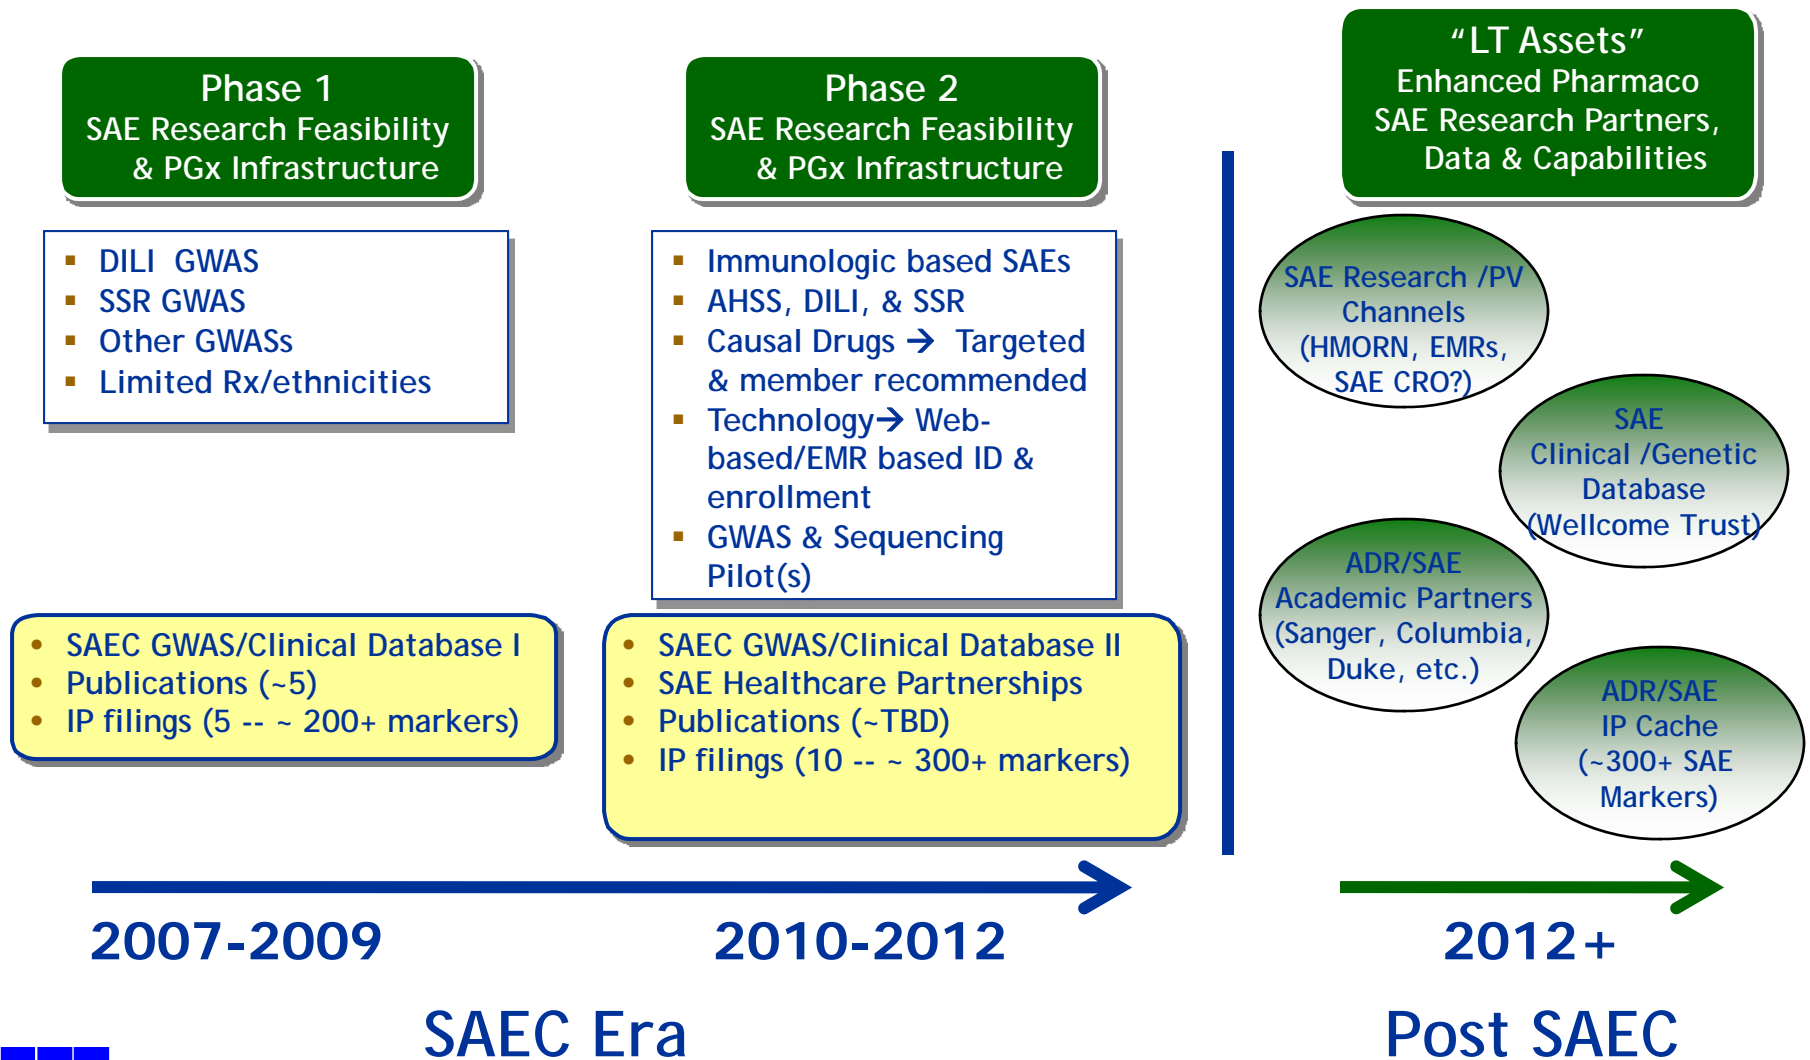 Phase 1
SAE Research Feasibility
& PGx Infrastructure
▪ DILI GWAS
▪ SSR GWAS
▪ Other GWASs
▪ Limited Rx/ethnicities
• SAEC GWAS/Clinical Database I
• Publications (~5)
• IP filings (5 -- ~ 200+ markers)
Phase 2
SAE Research Feasibility
& PGx Infrastructure
▪ Immunologic based SAEs
▪ AHSS, DILI, & SSR
▪ Causal Drugs → Targeted
& member recommended
▪ Technology→ Web-
based/EMR based ID &
enrollment
▪ GWAS & Sequencing
Pilot(s)
• SAEC GWAS/Clinical Database II
• SAE Healthcare Partnerships
• Publications (~TBD)
• IP filings (10 -- ~ 300+ markers)
“LT Assets”
Enhanced Pharmaco
SAE Research Partners,
Data & Capabilities
SAE Research /PV
Channels
(HMORN, EMRs,
SAE CRO?)
SAE
Clinical /Genetic
Database
(Wellcome Trust)
ADR/SAE
Academic Partners
(Sanger, Columbia,
Duke, etc.)
ADR/SAE
IP Cache
(~300+ SAE
Markers)
2007-2009
2010-2012
2012+
SAEC Era
Post SAEC